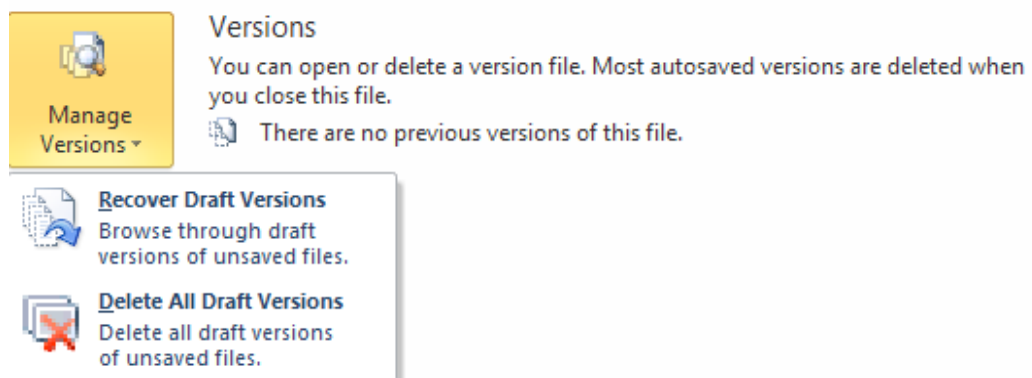 Versions
You can open or delete a version file. Most autosaved versions are deleted when
you close this file.
There are no previous versions of this file.
Manage
Versions
Recover Draft Versions
Browse through draft
versions of unsaved files.
Delete All Draft Versions
Delete all draft versions
of unsaved files.